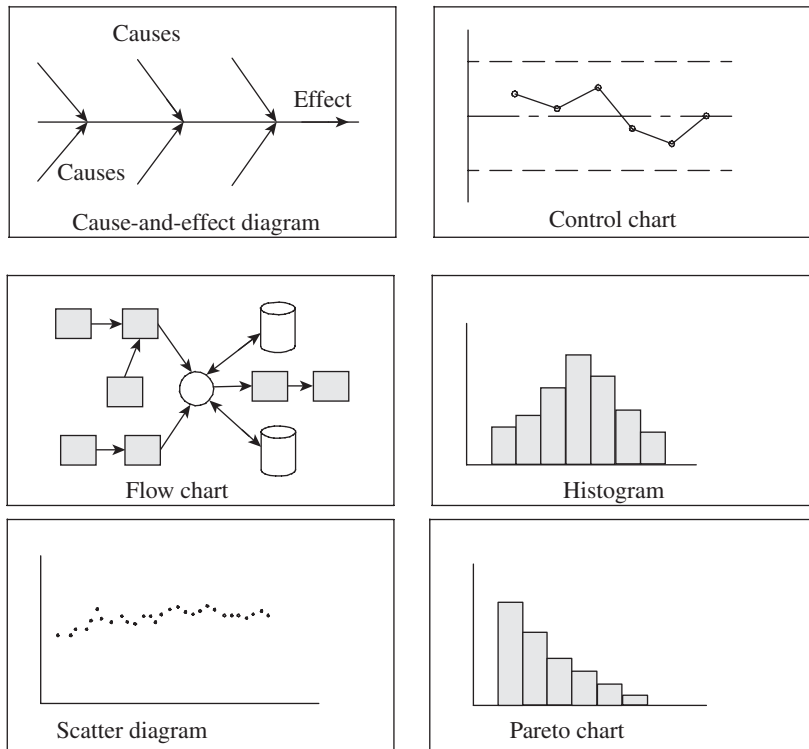 Causes
Effect
Causes
Cause-and-effect diagram
Control chart
Flow chart
Histogram
Scatter diagram
Pareto chart